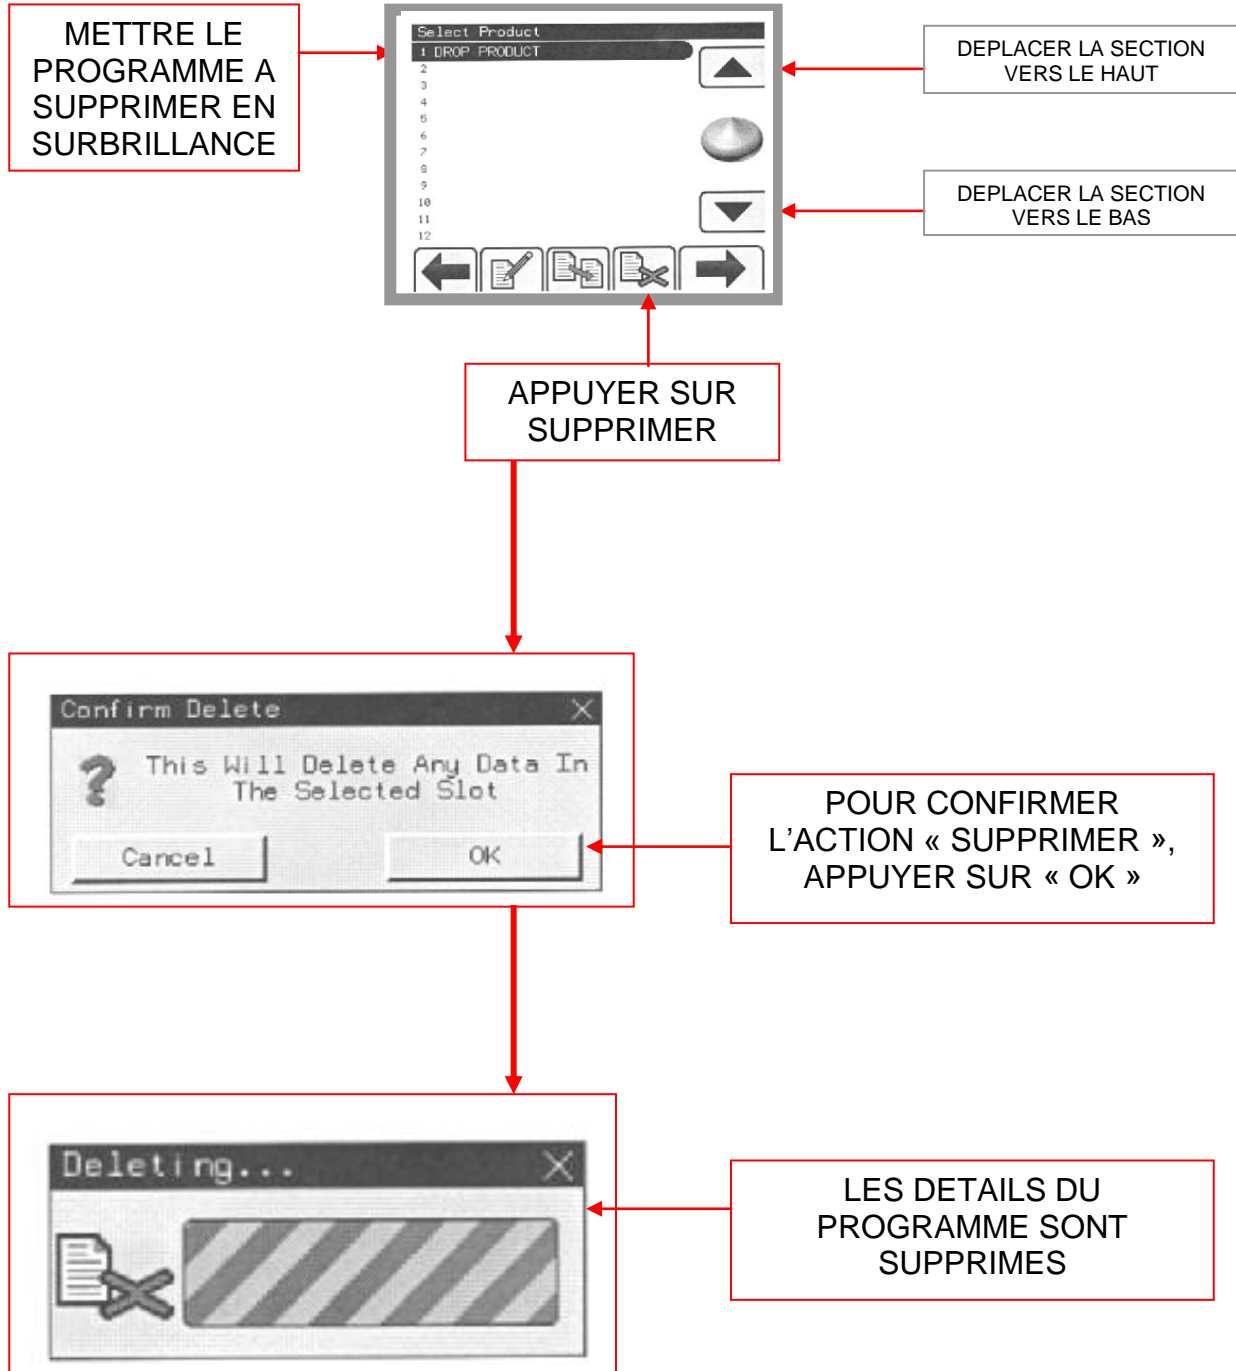 METTRE LE
PROGRAMME A
SUPPRIMER EN
SURBRILLANCE
Select Product
1 DROP PRODUCT
2
3
4
5
6
7
8
9
10
11
12
DEPLACER LA SECTION
VERS LE HAUT
DEPLACER LA SECTION
VERS LE BAS
APPUYER SUR
SUPPRIMER
Confirm Delete
This Will Delete Any Data In
The Selected Slot
Cancel
OK
POUR CONFIRMER
L'ACTION « SUPPRIMER »,
APPUYER SUR « OK »
Deleting...
LES DETAILS DU
PROGRAMME SONT
SUPPRIMES